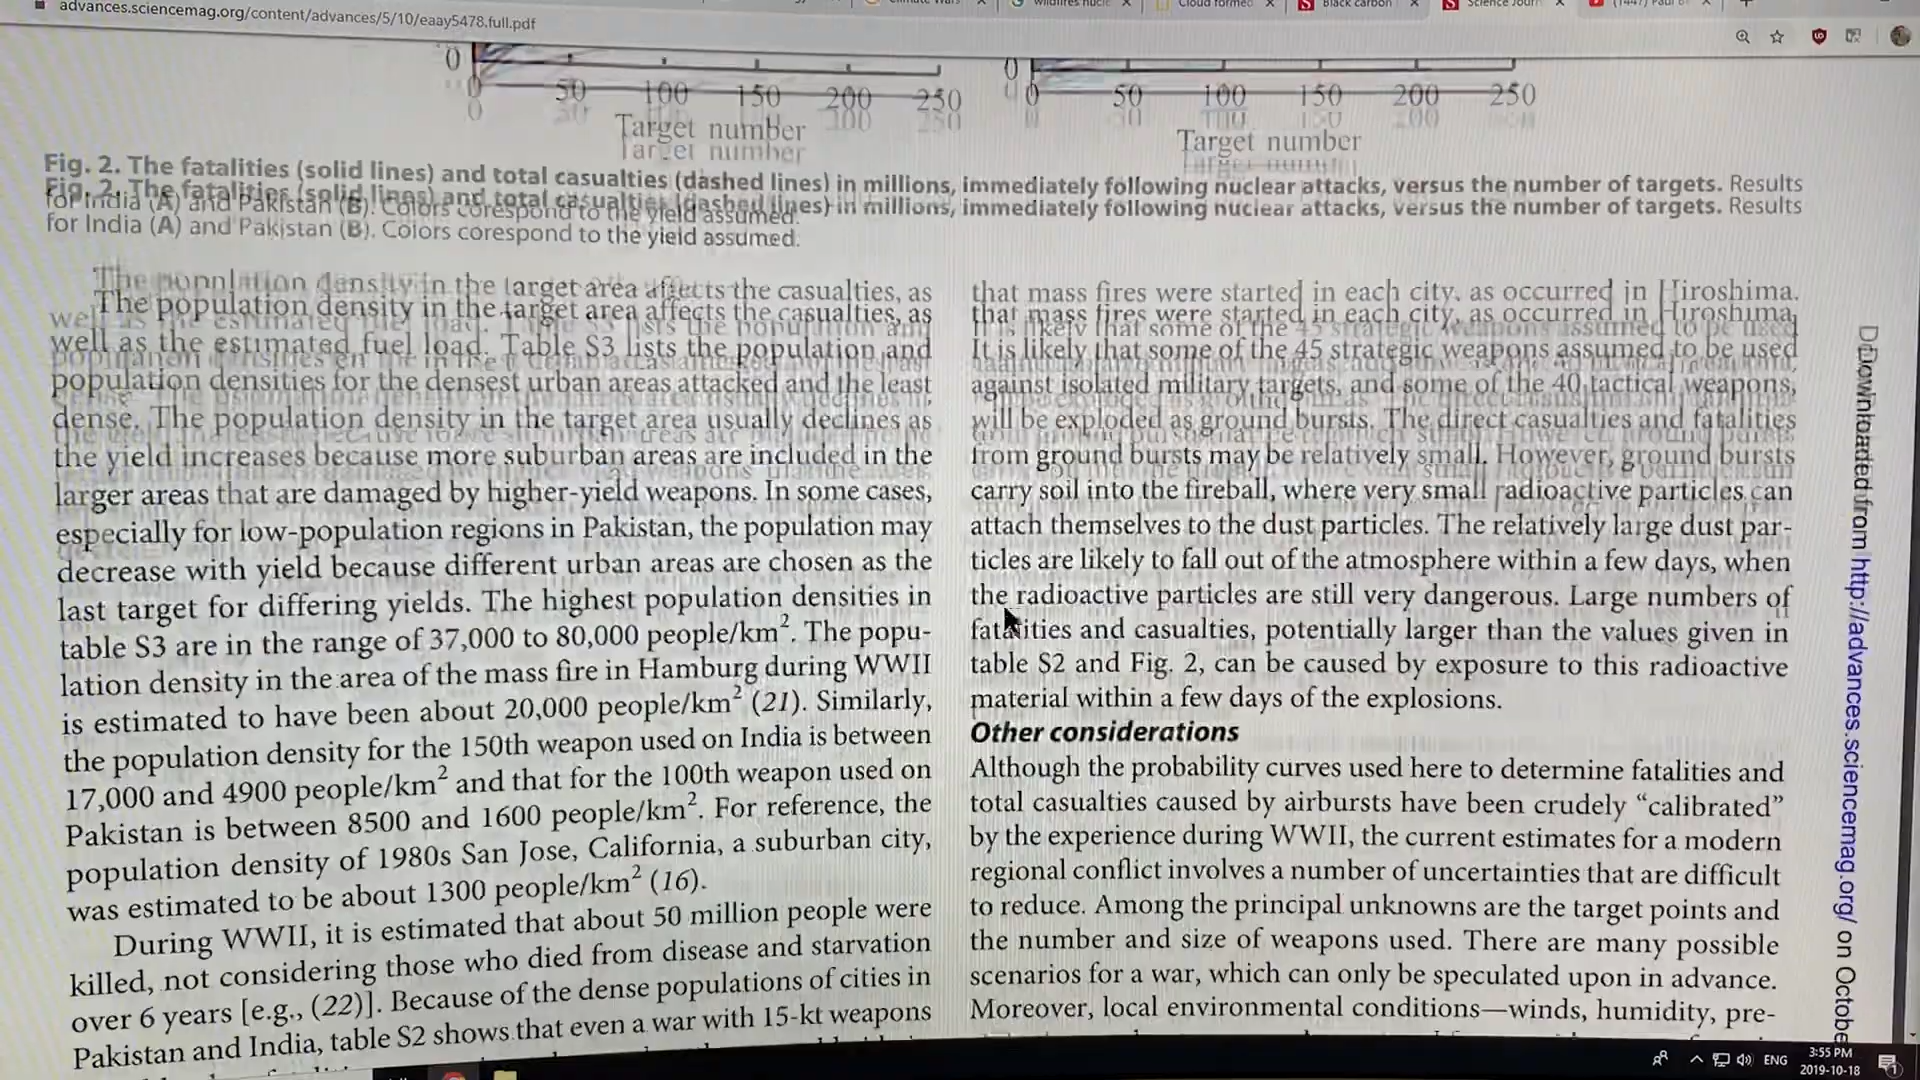 advances.sciencemag.org/content/advances/5/10/eaay5478.full.pdf
Climate Wars
wildfires nucle
Cloud formed
Black carbon
Science Journ
(1447) Paul B
0
0 50 100 150 200 250
Target number
0
0 50 100 150 200 250
Target number
Fig. 2. The fatalities (solid lines) and total casualties (dashed lines) in millions, immediately following nuclear attacks, versus the number of targets. Results
for India (A) and Pakistan (B). Colors corespond to the yield assumed.
The population density in the target area affects the casualties, as
well as the estimated fuel load. Table S3 lists the population and
population densities for the densest urban areas attacked and the least
dense. The population density in the target area usually declines as
the yield increases because more suburban areas are included in the
larger areas that are damaged by higher-yield weapons. In some cases,
especially for low-population regions in Pakistan, the population may
decrease with yield because different urban areas are chosen as the
last target for differing yields. The highest population densities in
table S3 are in the range of 37,000 to 80,000 people/km². The popu-
lation density in the area of the mass fire in Hamburg during WWII
is estimated to have been about 20,000 people/km² (21). Similarly,
the population density for the 150th weapon used on India is between
17,000 and 4900 people/km² and that for the 100th weapon used on
Pakistan is between 8500 and 1600 people/km². For reference, the
population density of 1980s San Jose, California, a suburban city,
was estimated to be about 1300 people/km² (16).
During WWII, it is estimated that about 50 million people were
killed, not considering those who died from disease and starvation
over 6 years [e.g., (22)]. Because of the dense populations of cities in
Pakistan and India, table S2 shows that even a war with 15-kt weapons
that mass fires were started in each city, as occurred in Hiroshima.
It is likely that some of the 45 strategic weapons assumed to be used
against isolated military targets, and some of the 40 tactical weapons,
will be exploded as ground bursts. The direct casualties and fatalities
from ground bursts may be relatively small. However, ground bursts
carry soil into the fireball, where very small radioactive particles can
attach themselves to the dust particles. The relatively large dust par-
ticles are likely to fall out of the atmosphere within a few days, when
the radioactive particles are still very dangerous. Large numbers of
fatalities and casualties, potentially larger than the values given in
table S2 and Fig. 2, can be caused by exposure to this radioactive
material within a few days of the explosions.
Other considerations
Although the probability curves used here to determine fatalities and
total casualties caused by airbursts have been crudely “calibrated”
by the experience during WWII, the current estimates for a modern
regional conflict involves a number of uncertainties that are difficult
to reduce. Among the principal unknowns are the target points and
the number and size of weapons used. There are many possible
scenarios for a war, which can only be speculated upon in advance.
Moreover, local environmental conditions—winds, humidity, pre-
Downloaded from http://advances.sciencemag.org/ on Octobe
ENG
3:55 PM
2019-10-18